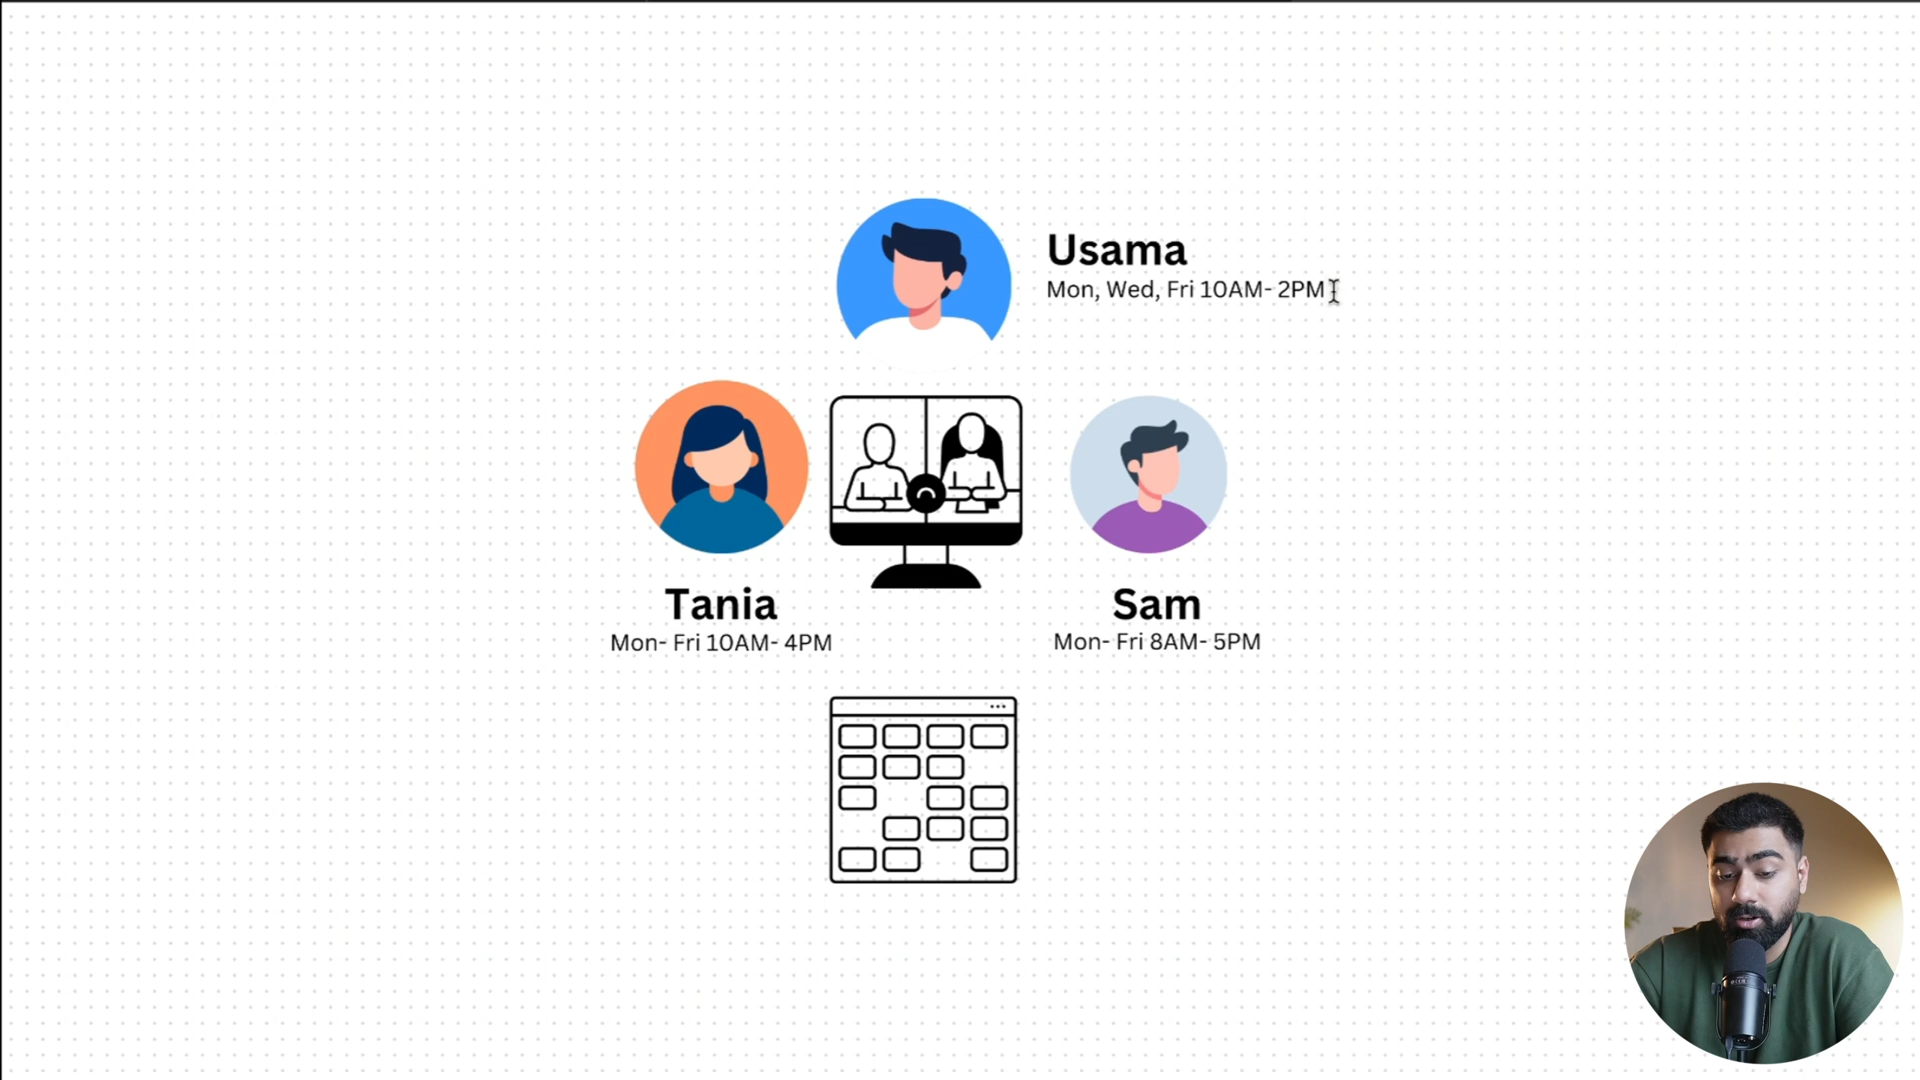 Usama
Mon, Wed, Fri 10AM- 2PM
Tania
Mon- Fri 10AM- 4PM
Sam
Mon- Fri 8AM- 5PM